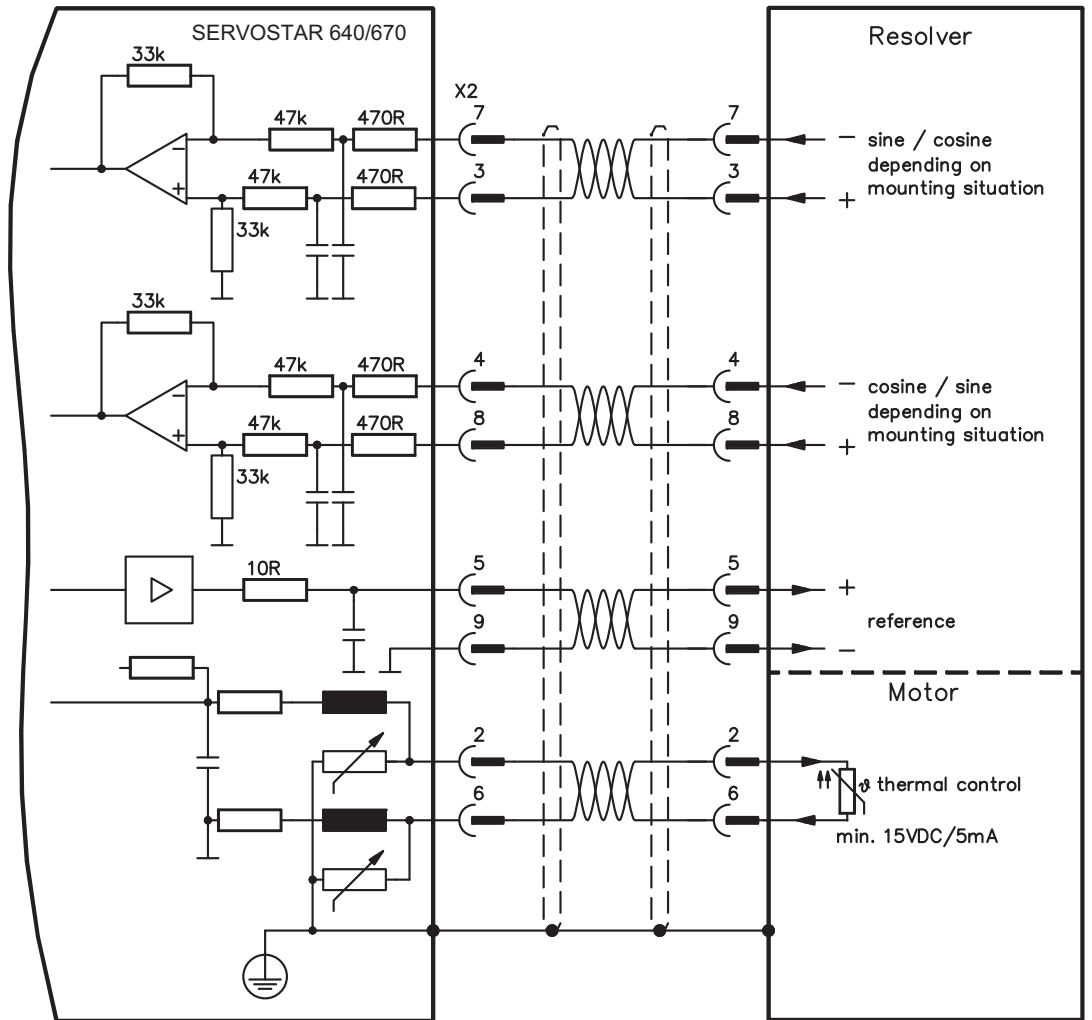 SERVOSTAR 640/670
Resolver
33k
X2
47k
470R
7
7
− sine / cosine
depending on
mounting situation
+
−
47k
470R
3
3
+
33k
33k
47k
470R
4
4
− cosine / sine
depending on
mounting situation
+
−
47k
470R
8
8
+
33k
10R
5
5
+
reference
9
9
−
Motor
2
2
ϑ thermal control
6
6
min. 15VDC/5mA